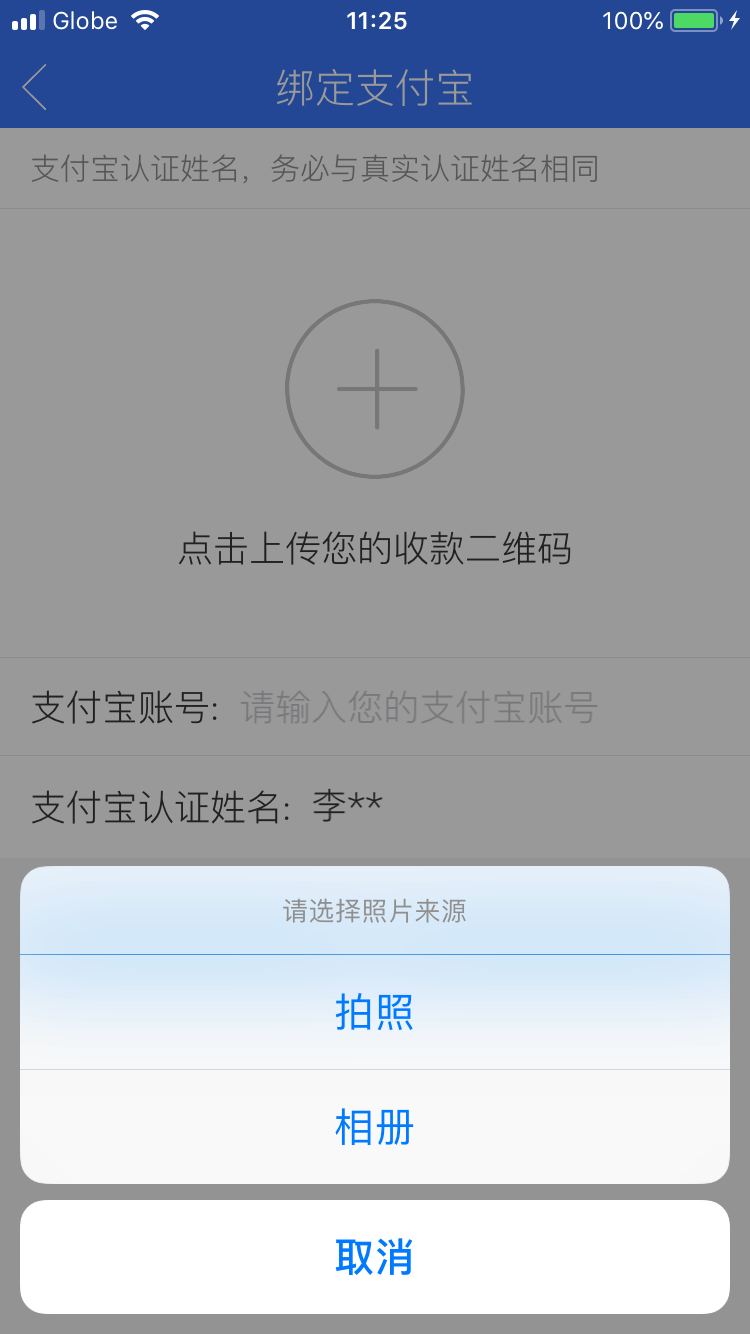 Globe 11:25 100%
绑定支付宝
支付宝认证姓名，务必与真实认证姓名相同
点击上传您的收款二维码
支付宝账号: 请输入您的支付宝账号
支付宝认证姓名: 李**
请选择照片来源
拍照
相册
取消